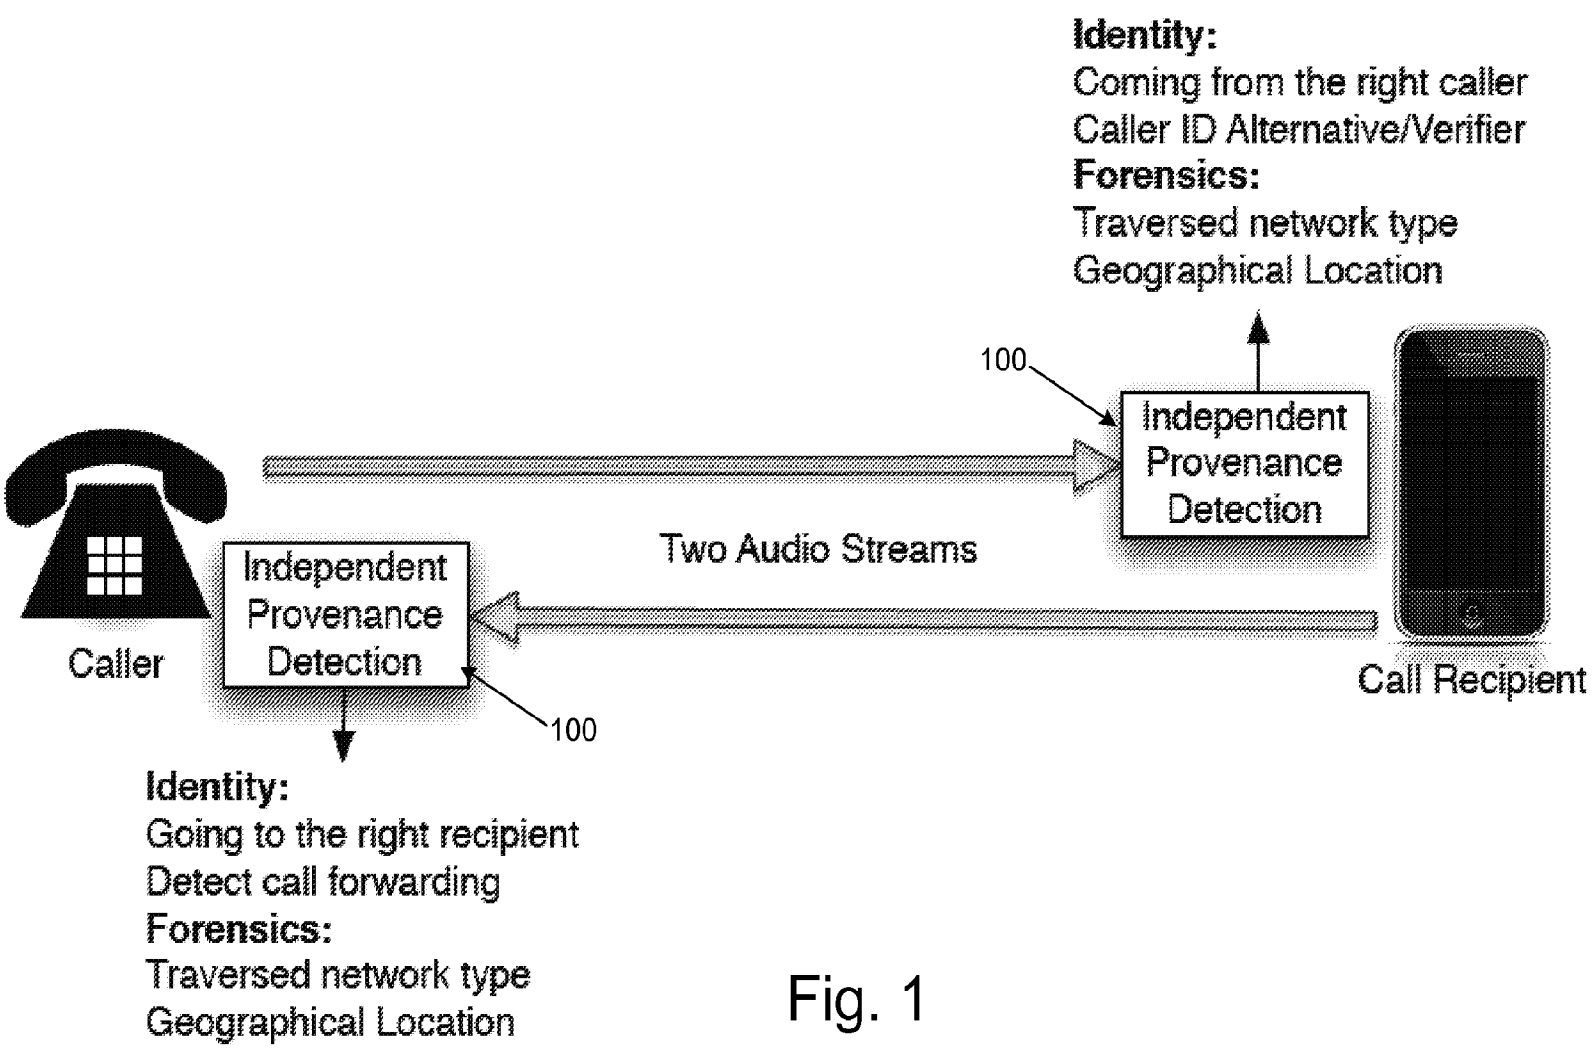 Identity:
Coming from the right caller
Caller ID Alternative/Verifier
Forensics:
Traversed network type
Geographical Location
100
Independent
Provenance
Detection
Two Audio Streams
Independent
Provenance
Detection
Caller
Call Recipient
100
Identity:
Going to the right recipient
Detect call forwarding
Forensics:
Traversed network type
Geographical Location
Fig. 1